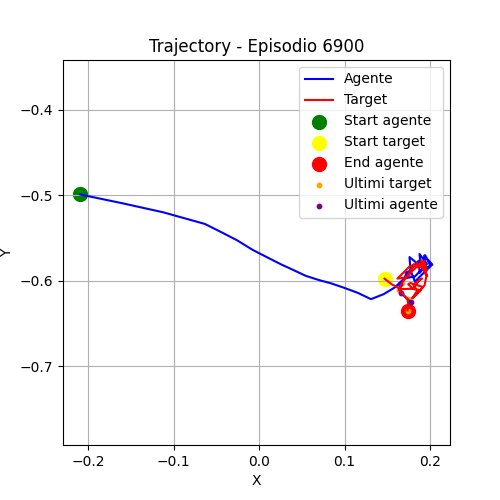 Trajectory - Episodio 6900
Agente
Target
Start agente
Start target
End agente
Ultimi target
Ultimi agente
Y
−0.4
−0.5
−0.6
−0.7
−0.2
−0.1
0.0
0.1
0.2
X